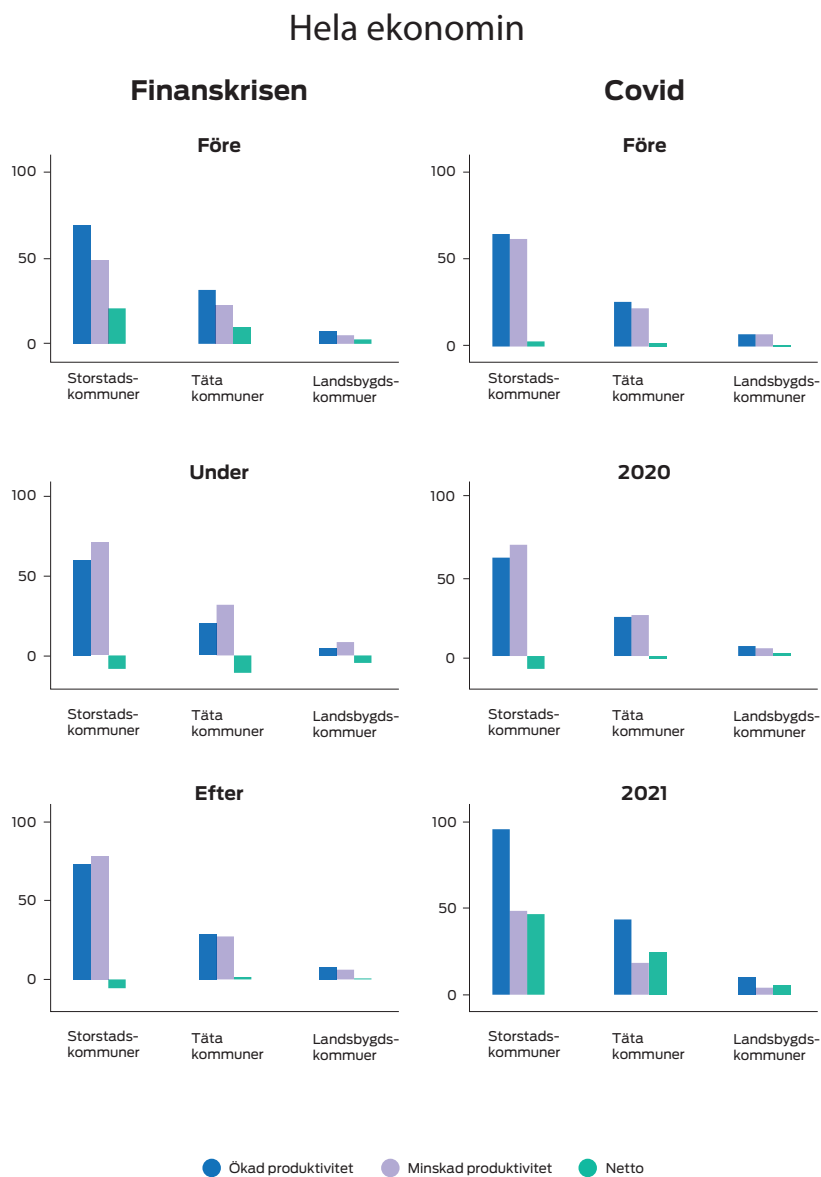 Hela ekonomin
Finanskrisen
Före
100
50
0
Storstads-
kommuner
Täta
kommuner
Landsbygds-
kommuer
Under
100
50
0
Storstads-
kommuner
Täta
kommuner
Landsbygds-
kommuer
Efter
100
50
0
Storstads-
kommuner
Täta
kommuner
Landsbygds-
kommuer
Covid
Före
100
50
0
Storstads-
kommuner
Täta
kommuner
Landsbygds-
kommuner
2020
100
50
0
Storstads-
kommuner
Täta
kommuner
Landsbygds-
kommuner
2021
100
50
0
Storstads-
kommuner
Täta
kommuner
Landsbygds-
kommuner
Ökad produktivitet
Minskad produktivitet
Netto